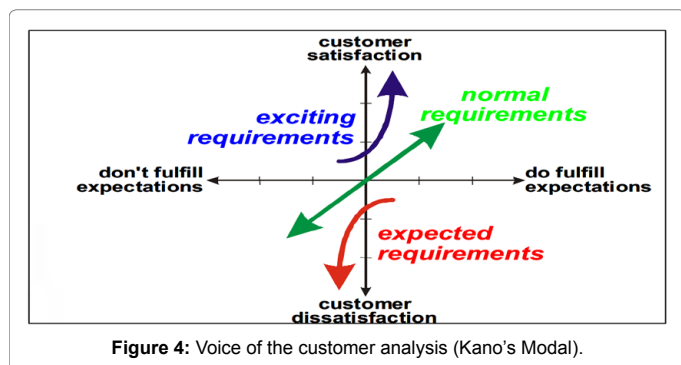 customer
satisfaction
exciting
requirements
normal
requirements
don't fulfill
expectations
do fulfill
expectations
expected
requirements
customer
dissatisfaction
Figure 4: Voice of the customer analysis (Kano's Modal).